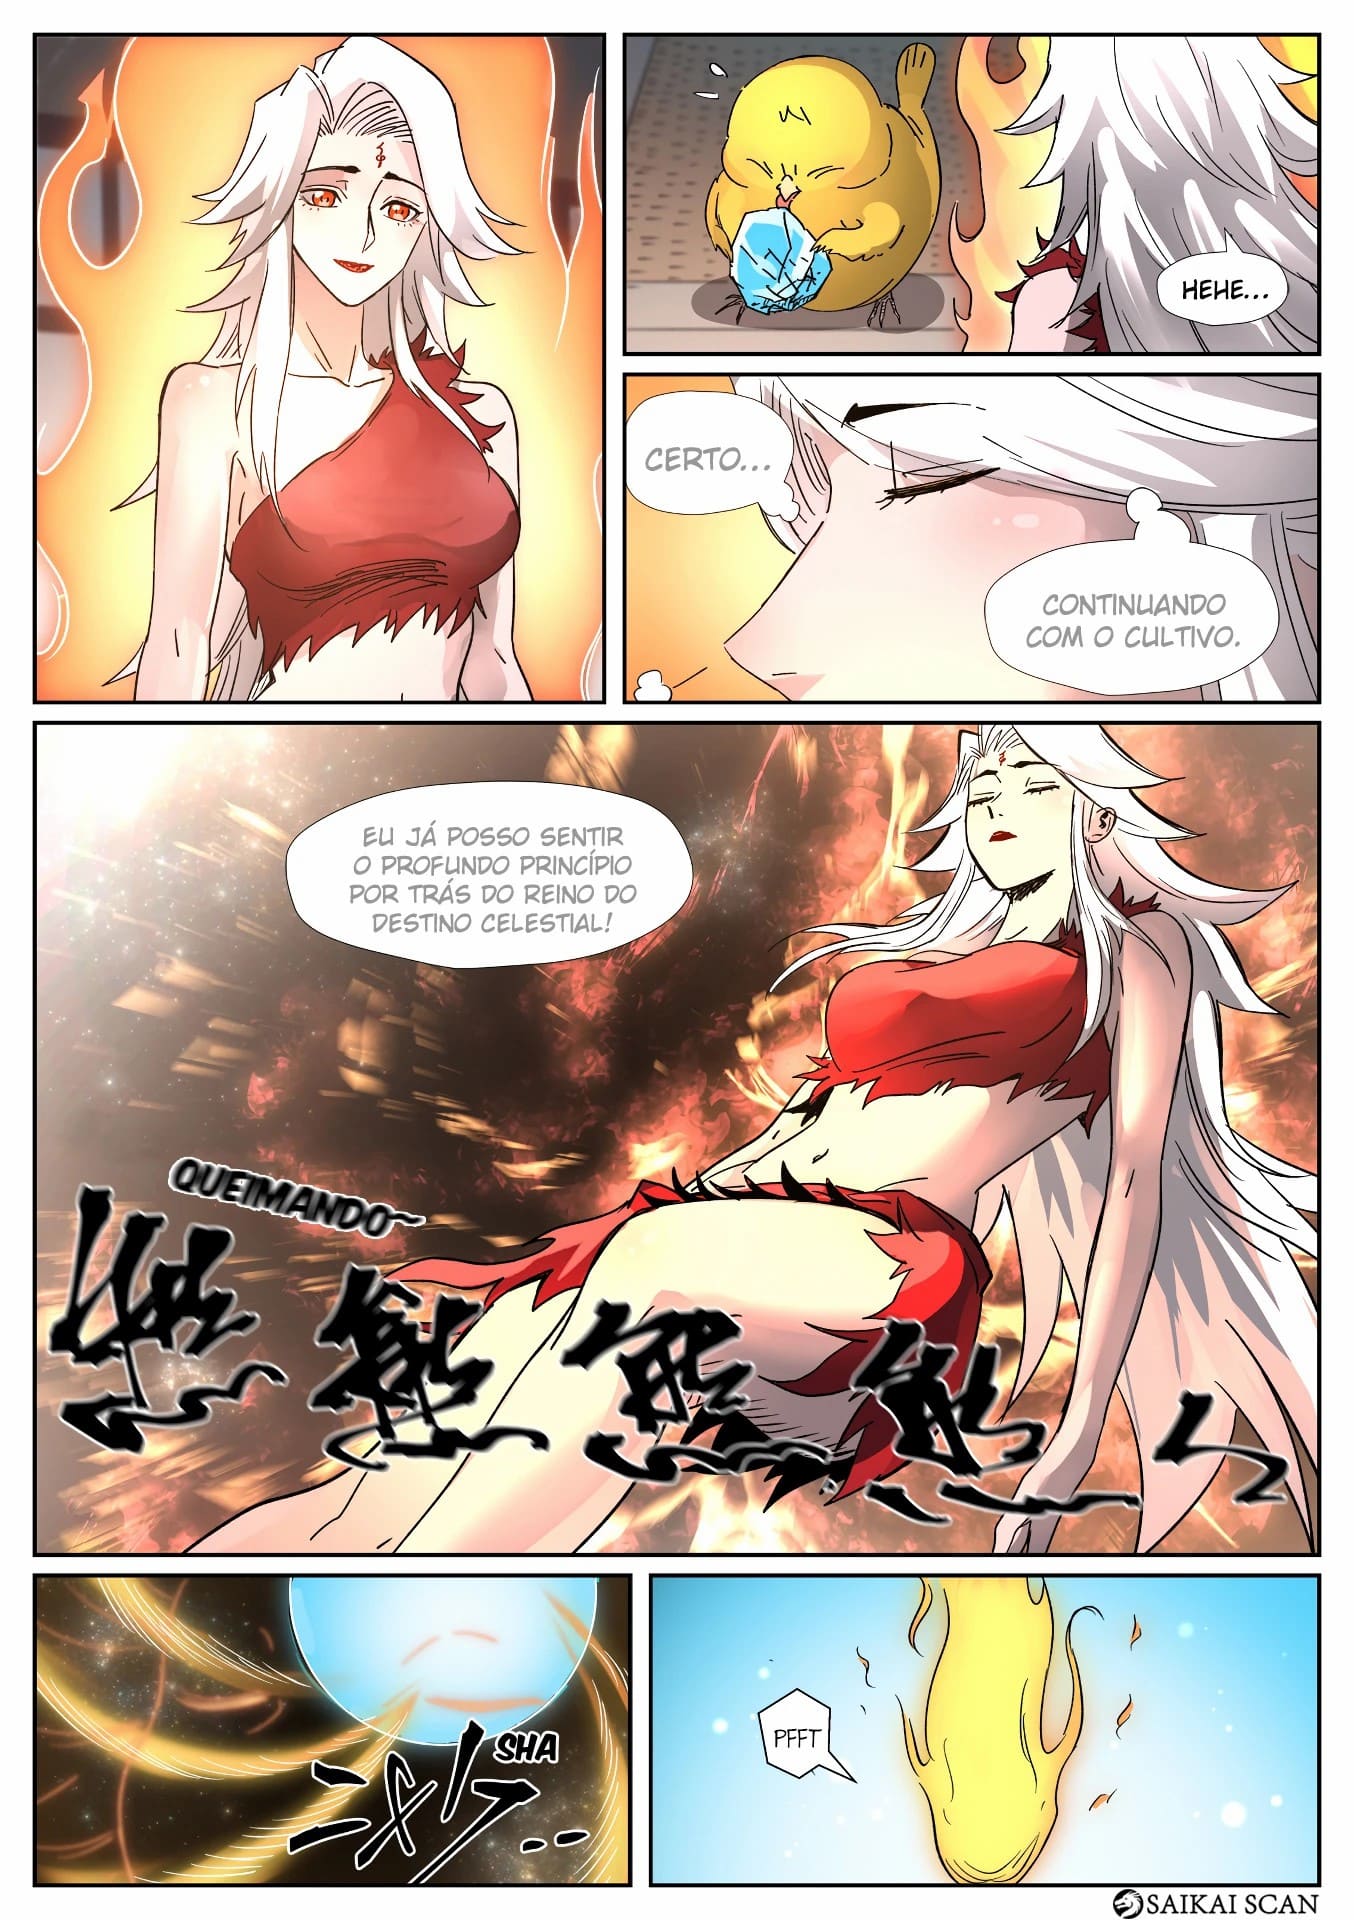 HEHE...
CERTO...
CONTINUANDO
COM O CULTIVO.
EU JÁ POSSO SENTIR
O PROFUNDO PRINCÍPIO
POR TRÁS DO REINO DO
DESTINO CELESTIAL!
QUEIMANDO~
SHA
PFFT
SAIKAI SCAN